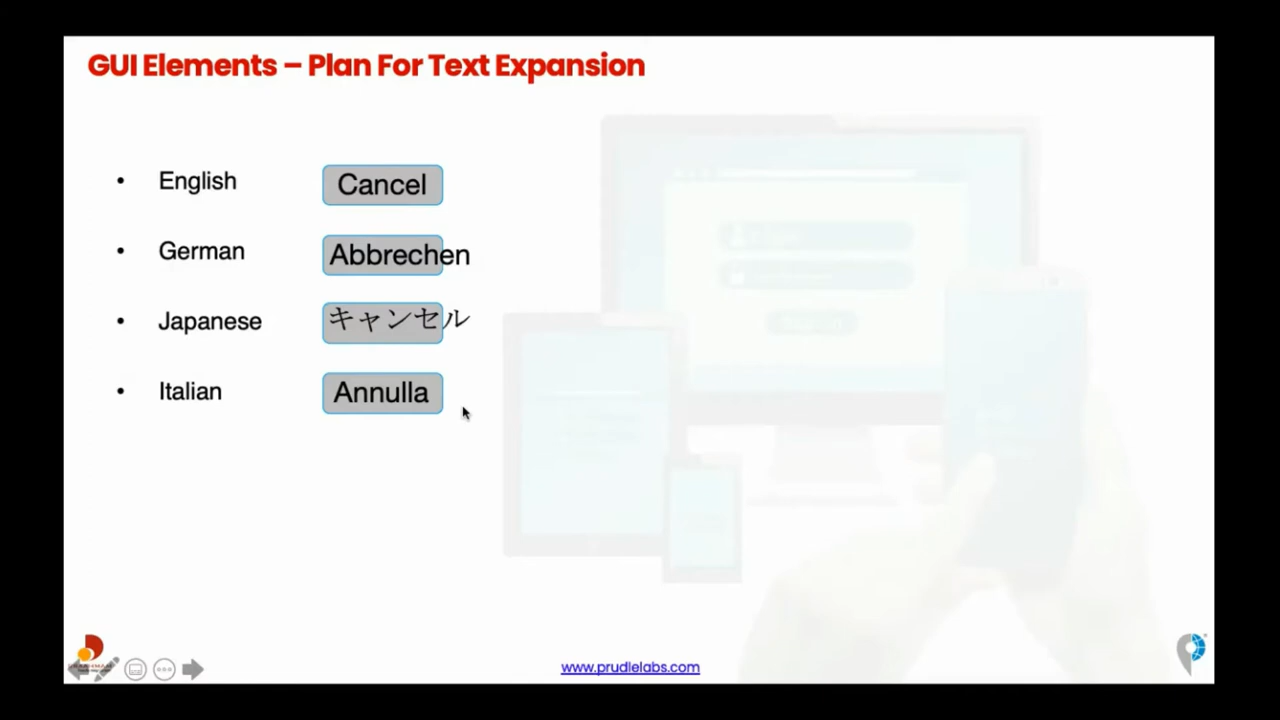 GUI Elements – Plan For Text Expansion
• English Cancel
• German Abbrechen
• Japanese キャンセル
• Italian Annulla
www.prudlelabs.com